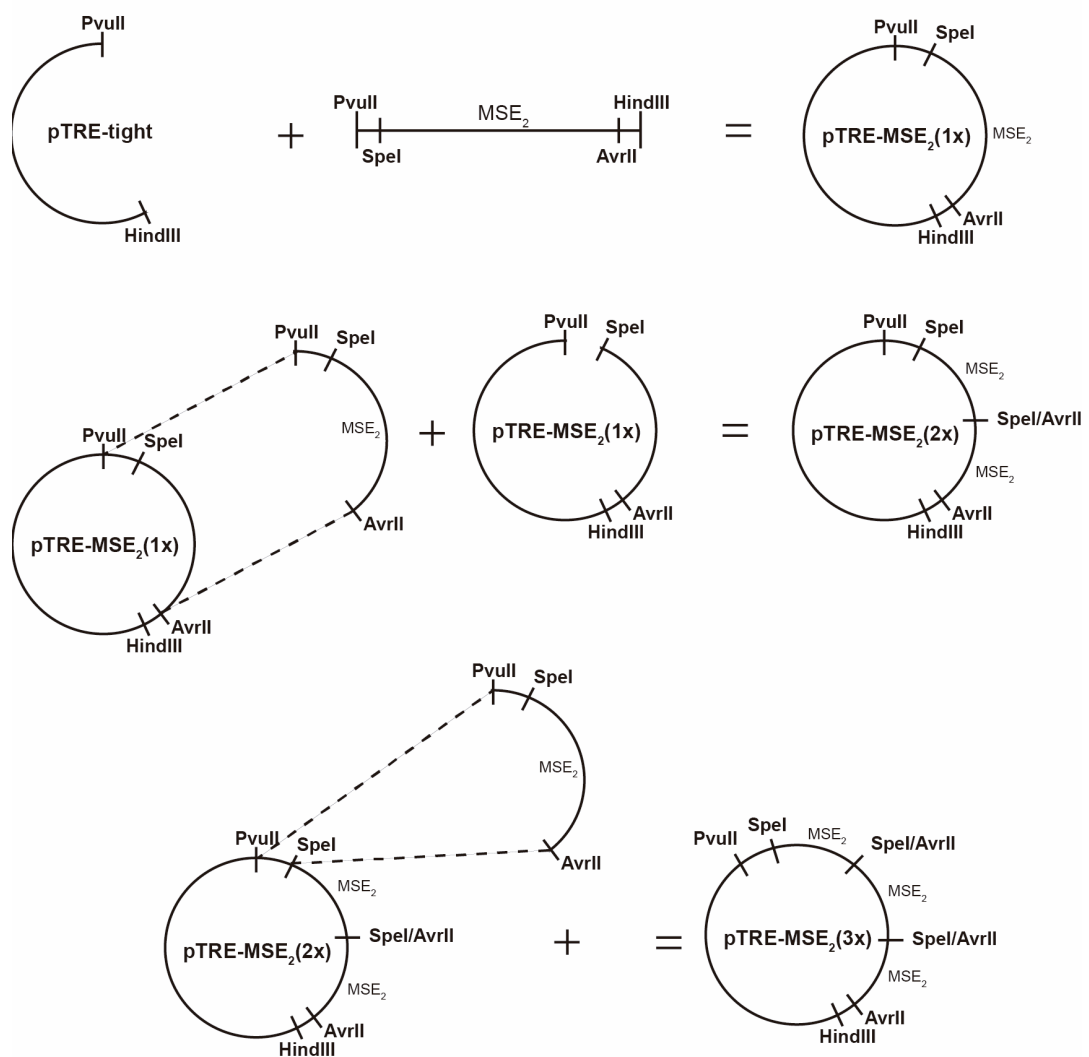 PvuII
pTRE-tight
HindIII
+
PvuII
SpeI
MSE2
HindIII
AvrII
=
PvuII
SpeI
pTRE-MSE2(1x)
MSE2
AvrII
HindIII
PvuII
SpeI
pTRE-MSE2(1x)
AvrII
HindIII
PvuII
SpeI
MSE2
AvrII
+
PvuII
SpeI
pTRE-MSE2(1x)
AvrII
HindIII
=
PvuII
SpeI
MSE2
pTRE-MSE2(2x)
SpeI/AvrII
MSE2
AvrII
HindIII
PvuII
SpeI
MSE2
AvrII
PvuII
SpeI
MSE2
pTRE-MSE2(2x)
SpeI/AvrII
MSE2
AvrII
HindIII
+
=
PvuII
SpeI
MSE2
SpeI/AvrII
MSE2
pTRE-MSE2(3x)
SpeI/AvrII
MSE2
AvrII
HindIII